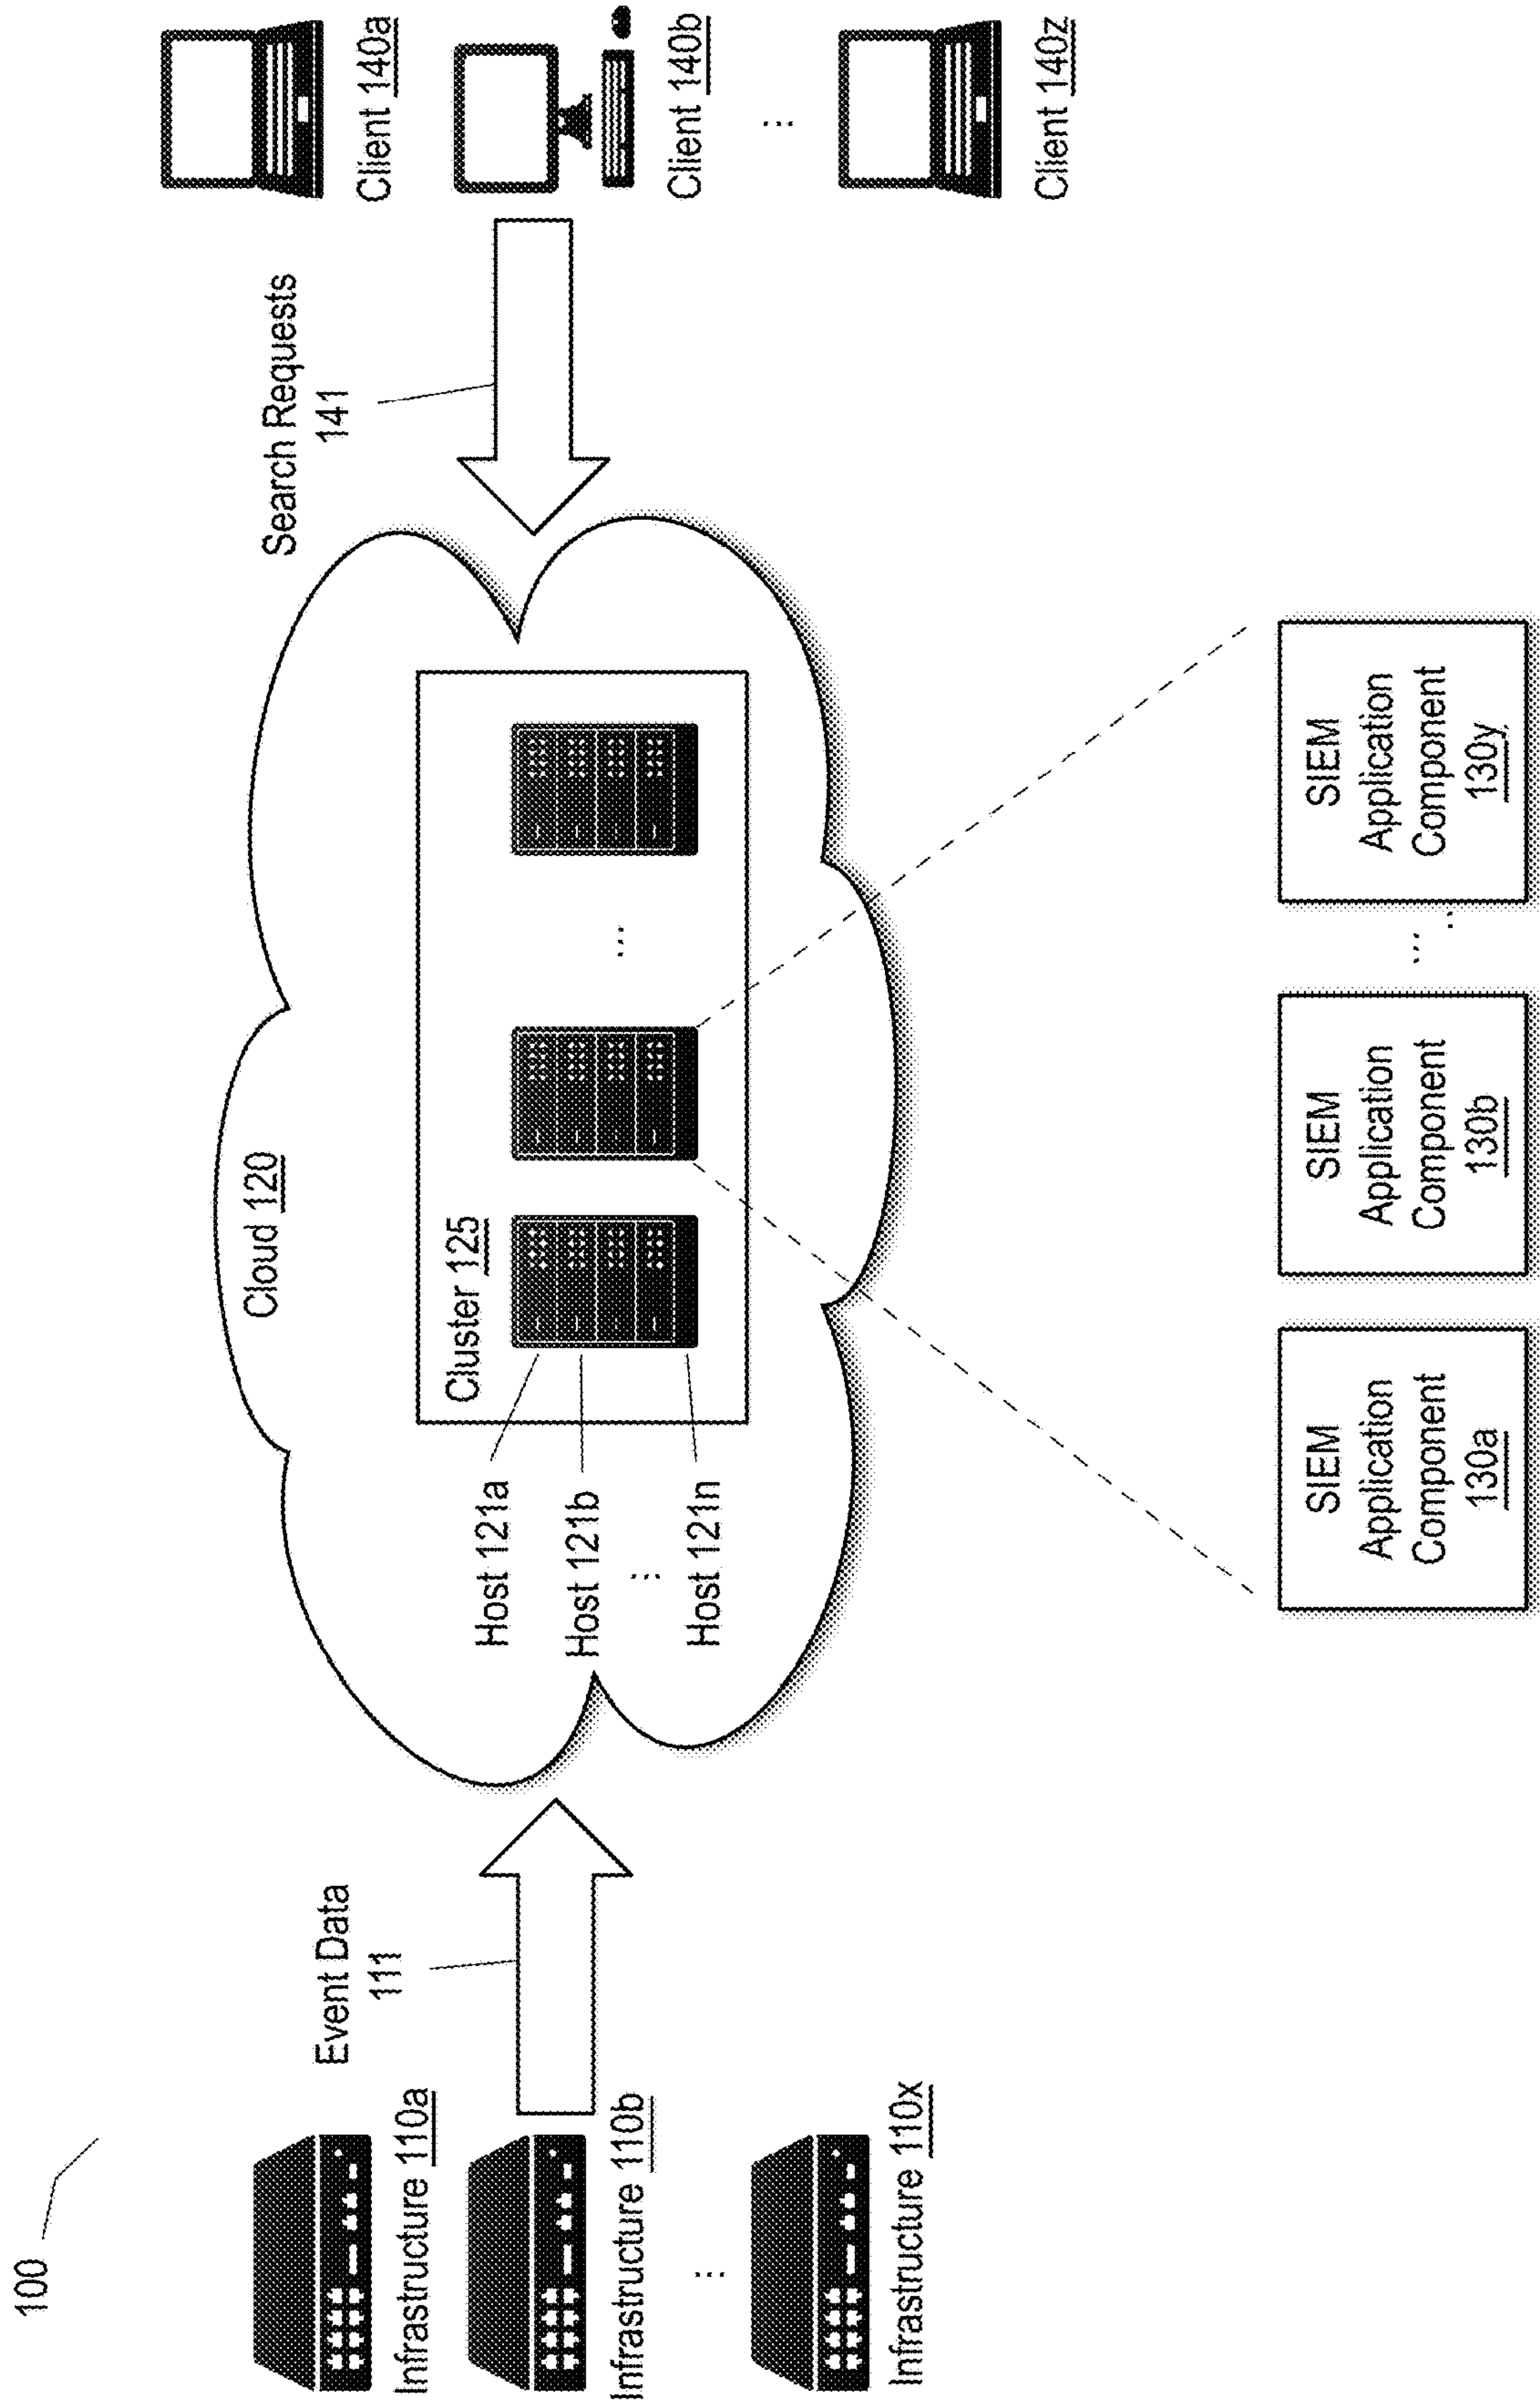 100
Infrastructure 110a
Infrastructure 110b
...
Infrastructure 110x
Event Data
111
Cloud 120
Cluster 125
Host 121a
Host 121b
...
Host 121n
...
Search Requests
141
Client 140a
Client 140b
...
Client 140z
SIEM
Application
Component
130a
SIEM
Application
Component
130b
...
SIEM
Application
Component
130y